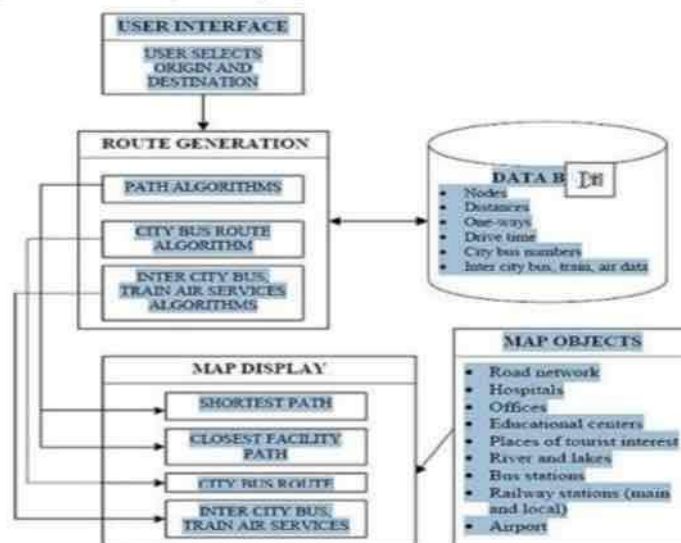 USER INTERFACE
USER SELECTS
ORIGIN AND
DESTINATION
ROUTE GENERATION
PATH ALGORITHMS
CITY BUS ROUTE
ALGORITHM
INTER CITY BUS,
TRAIN AIR SERVICES
ALGORITHMS
DATA B
• Nodes
• Distances
• One-ways
• Drive time
• City bus numbers
• Inter city bus, train, air data
MAP DISPLAY
SHORTEST PATH
CLOSEST FACILITY
PATH
CITY BUS ROUTE
INTER CITY BUS,
TRAIN AIR SERVICES
MAP OBJECTS
• Road network
• Hospitals
• Offices
• Educational centers
• Places of tourist interest
• River and lakes
• Bus stations
• Railway stations (main
and local)
• Airport